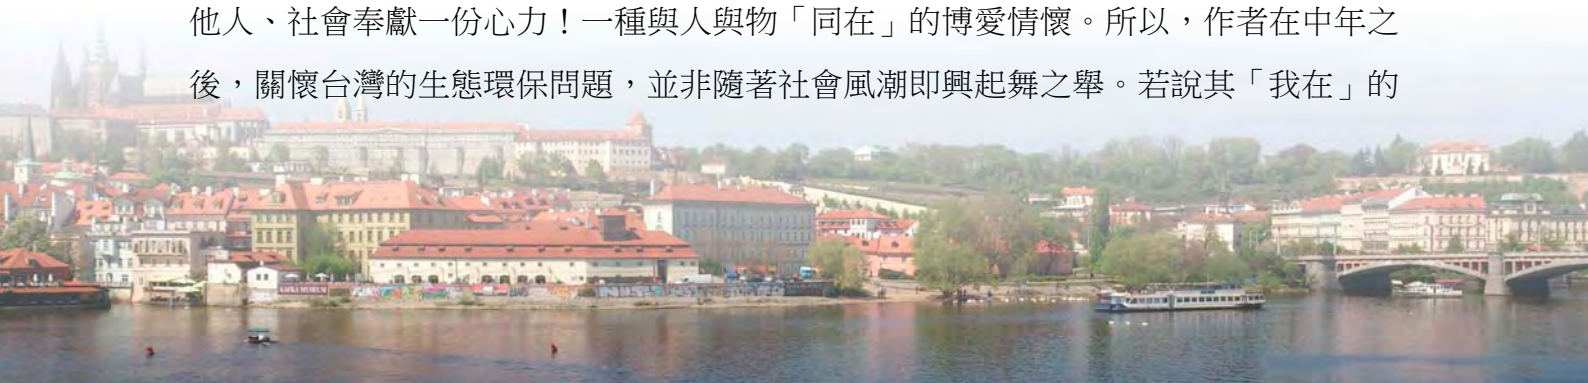 他人、社會奉獻一份心力！一種與人與物「同在」的博愛情懷。所以，作者在中年之
後，關懷台灣的生態環保問題，並非隨著社會風潮即興起舞之舉。若說其「我在」的
KAFKA MUSEUM